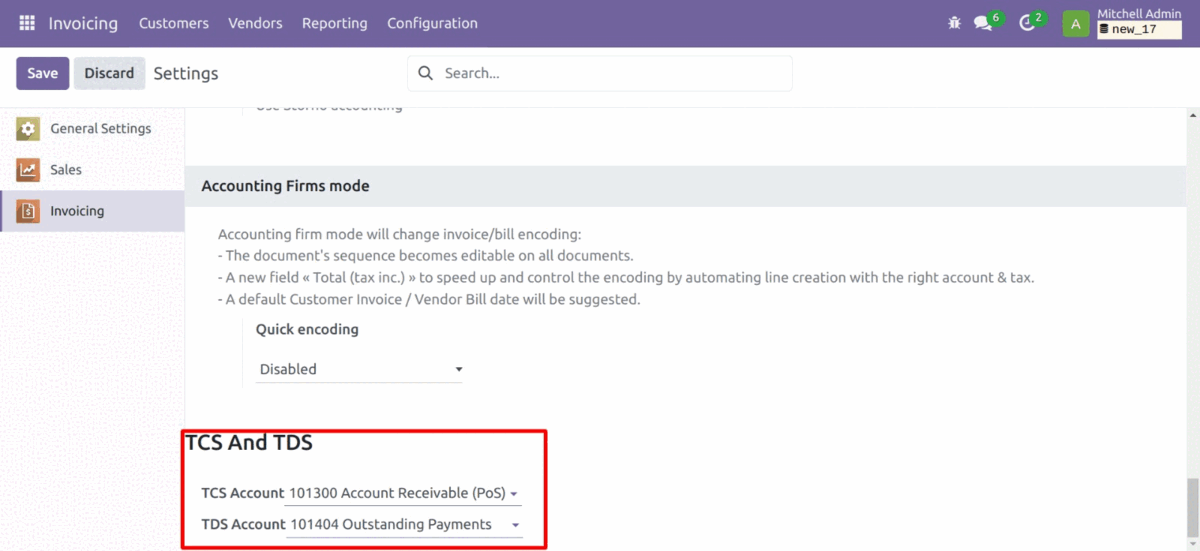 Invoicing Customers Vendors Reporting Configuration 6 2 A Mitchell Admin
new_17
Save Discard Settings Search...
Use Storno accounting
General Settings
Sales
Invoicing
Accounting Firms mode
Accounting firm mode will change invoice/bill encoding:
- The document's sequence becomes editable on all documents.
- A new field « Total (tax inc.) » to speed up and control the encoding by automating line creation with the right account & tax.
- A default Customer Invoice / Vendor Bill date will be suggested.
Quick encoding
Disabled
TCS And TDS
TCS Account 101300 Account Receivable (PoS)
TDS Account 101404 Outstanding Payments